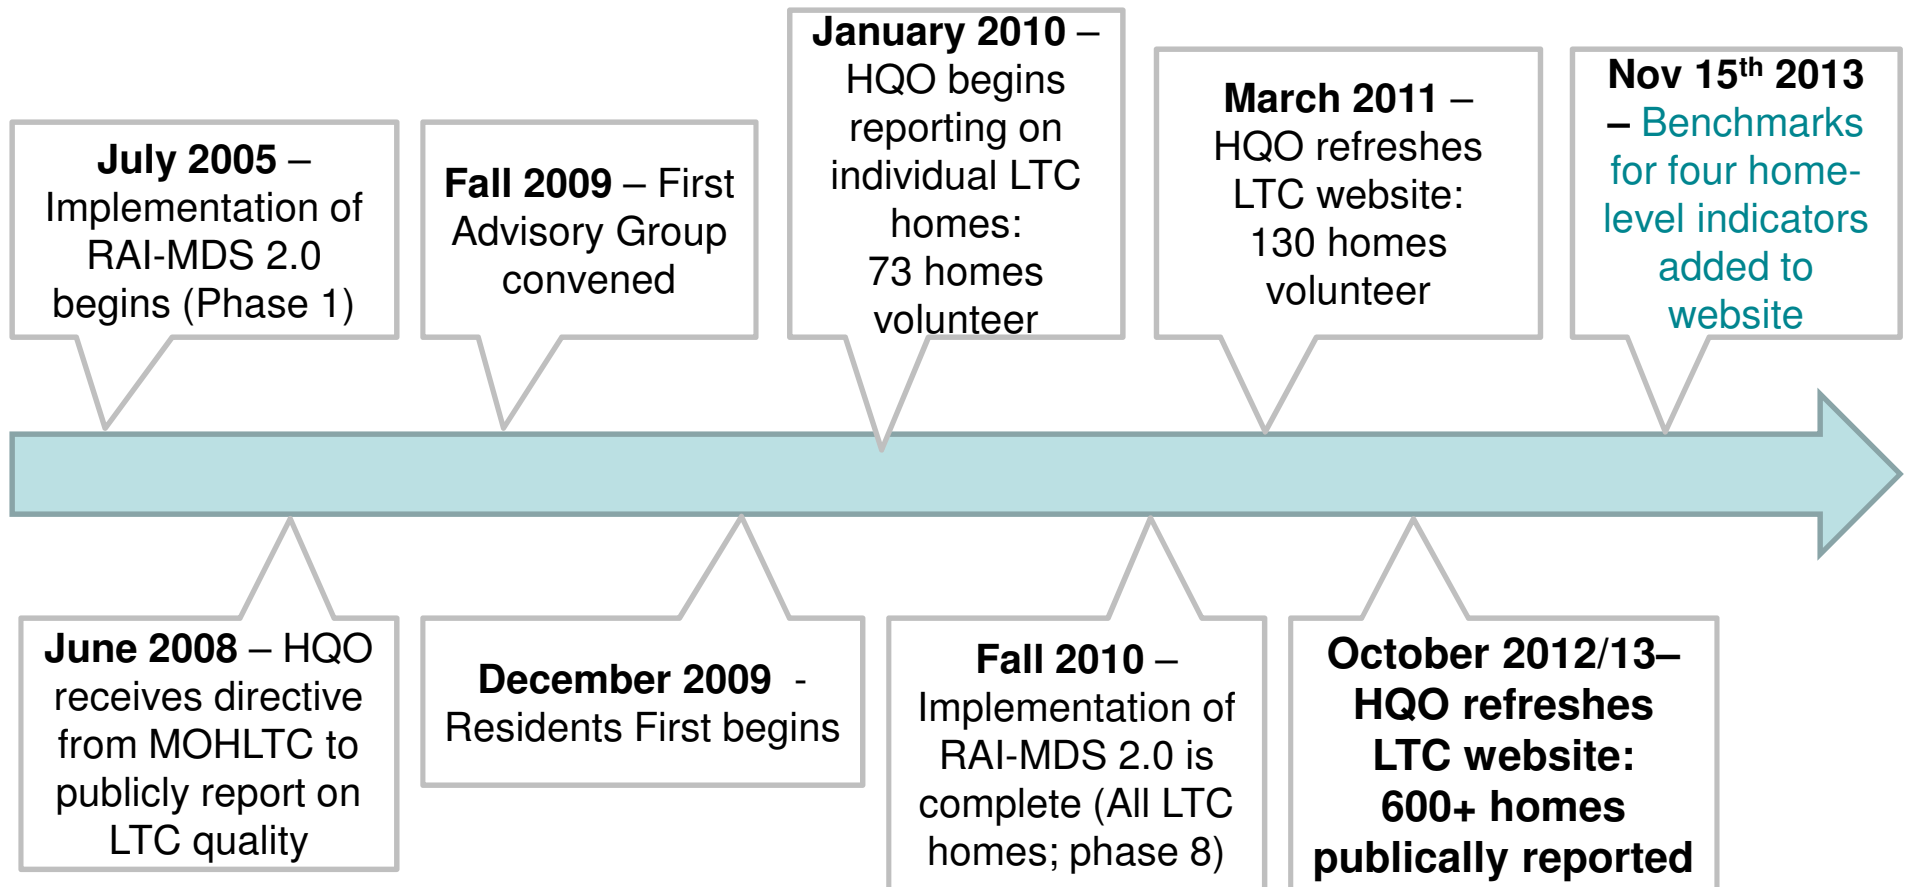 July 2005 –
Implementation of
RAI-MDS 2.0
begins (Phase 1)
Fall 2009 – First
Advisory Group
convened
January 2010 –
HQO begins
reporting on
individual LTC
homes:
73 homes
volunteer
March 2011 –
HQO refreshes
LTC website:
130 homes
volunteer
Nov 15th 2013
– Benchmarks
for four home-
level indicators
added to
website
June 2008 – HQO
receives directive
from MOHLTC to
publicly report on
LTC quality
December 2009 -
Residents First begins
Fall 2010 –
Implementation of
RAI-MDS 2.0 is
complete (All LTC
homes; phase 8)
October 2012/13–
HQO refreshes
LTC website:
600+ homes
publically reported